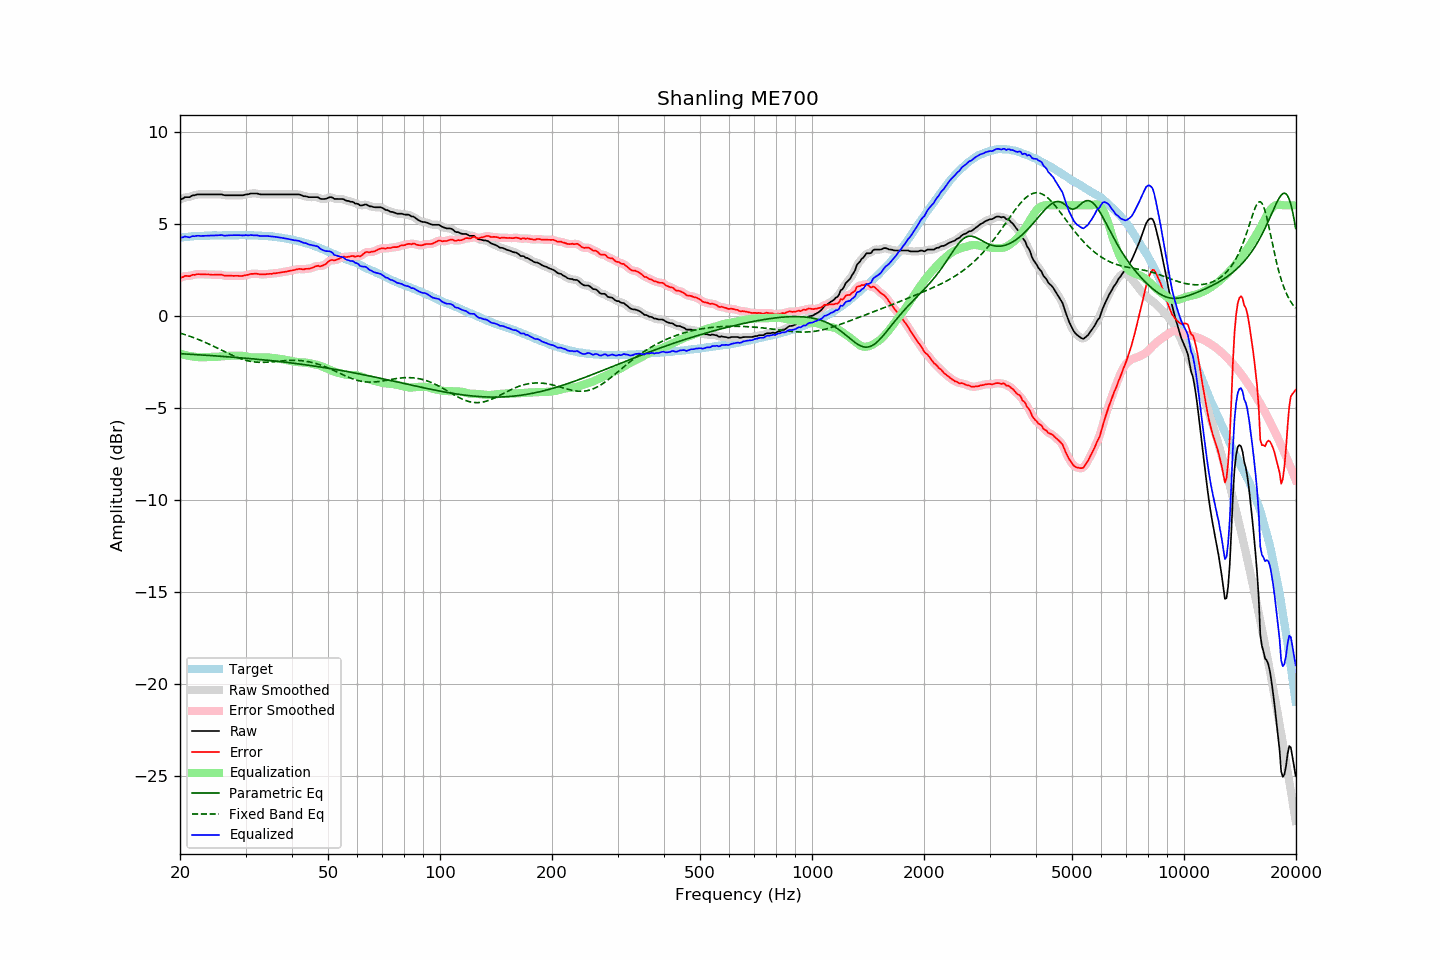 Shanling ME700
10
5
0
−5
−10
−15
−20
−25
Amplitude (dBr)
Target
Raw Smoothed
Error Smoothed
Raw
Error
Equalization
Parametric Eq
Fixed Band Eq
Equalized
20 50 100 200 500 1000 2000 5000 10000 20000
Frequency (Hz)